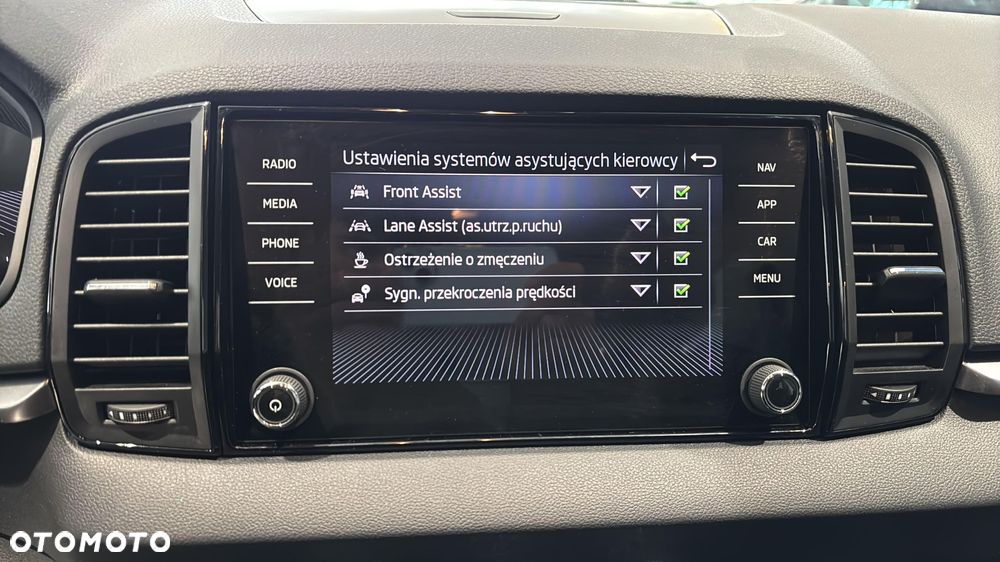 RADIO
MEDIA
PHONE
VOICE
Ustawienia systemów asystujących kierowcy
Front Assist
Lane Assist (as.utrz.p.ruchu)
Ostrzeżenie o zmęczeniu
Sygn. przekroczenia prędkości
NAV
APP
CAR
MENU
OTOMOTO